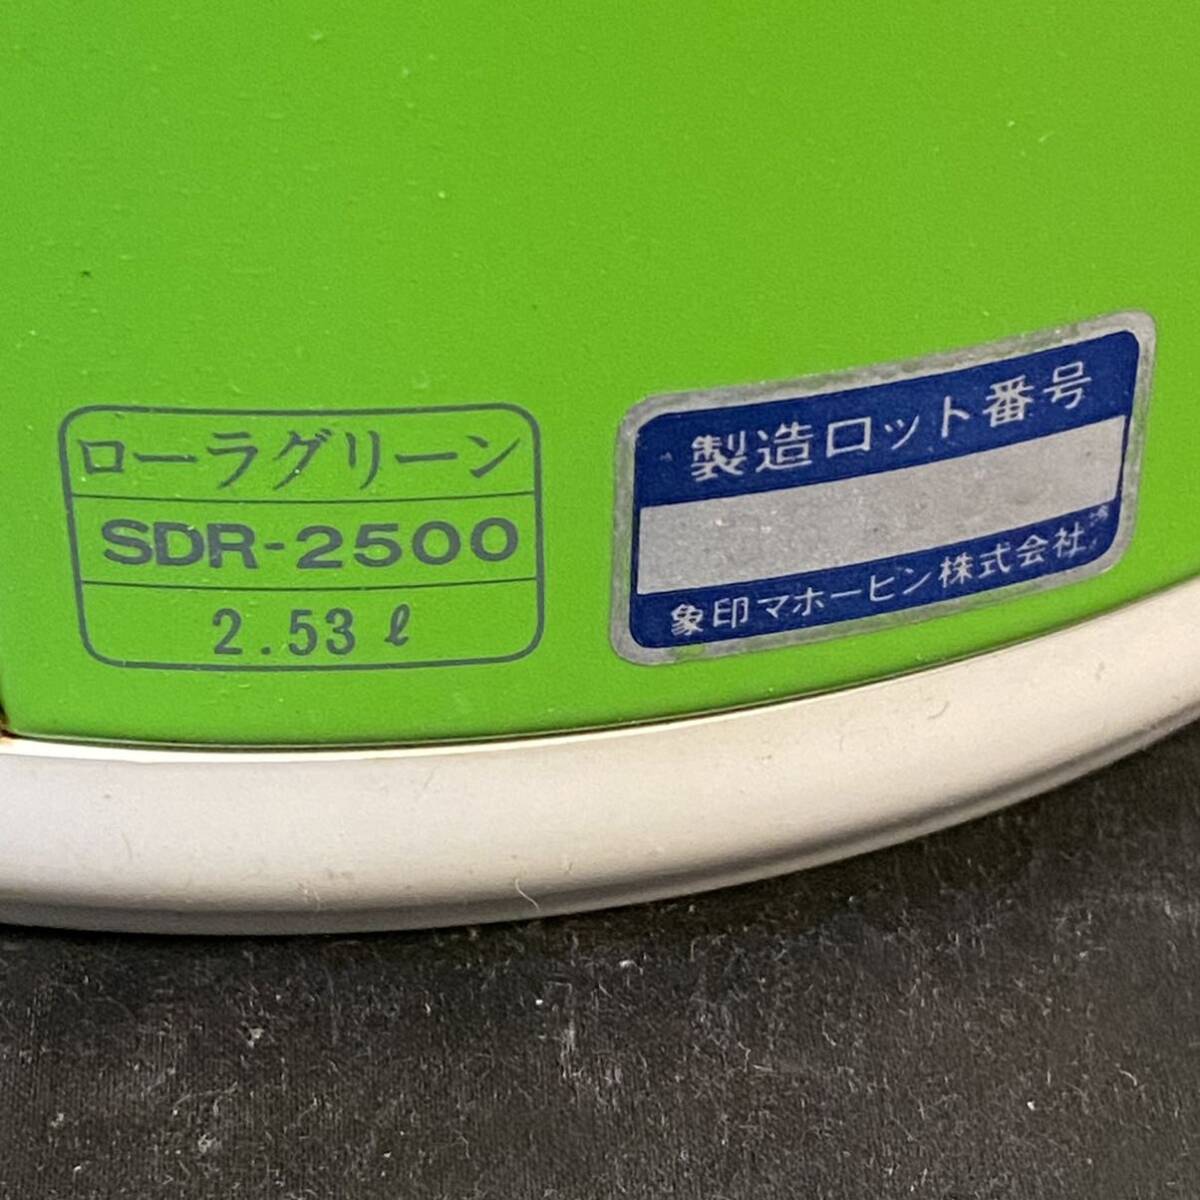 ローラグリーン
SDR-2500
2.53ℓ
製造ロット番号
象印マホービン株式会社